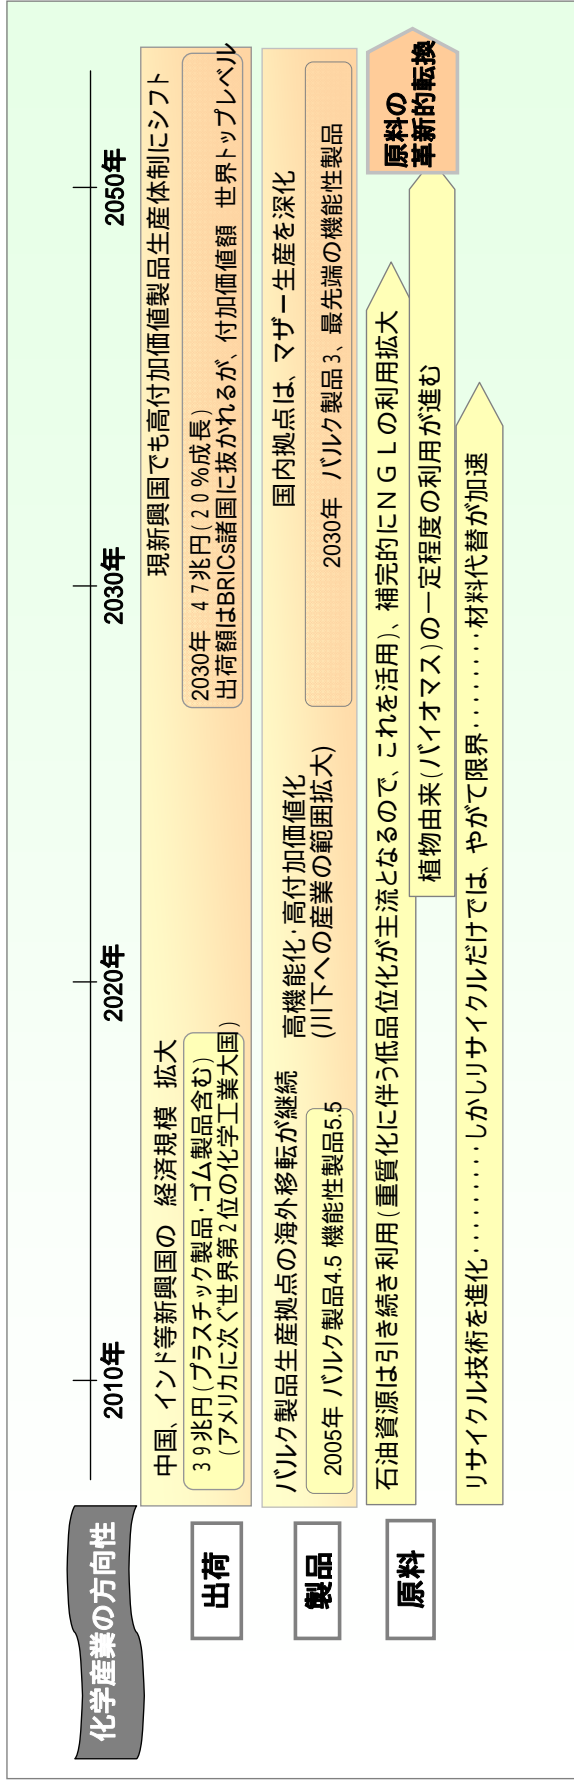 化学産業の方向性
2010年
2020年
2030年
2050年
出荷
中国、インド等新興国の 経済規模 拡大
39兆円(プラスチック製品・ゴム製品含む)
(アメリカに次ぐ世界第2位の化学工業大国)
現新興国でも高付加価値製品生産体制にシフト
2030年 47兆円(20%成長)
出荷額はBRICs諸国に抜かれるが、付加価値額 世界トップレベル
製品
バルク製品生産拠点の海外移転が継続
2005年 バルク製品4.5 機能性製品5.5
高機能化・高付加価値化
(川下への産業の範囲拡大)
国内拠点は、マザー生産を深化
2030年 バルク製品3、最先端の機能性製品
原料
石油資源は引き続き利用(重質化に伴う低品位化が主流となるので、これを活用)、補完的にNGLの利用拡大
植物由来(バイオマス)の一定程度の利用が進む
リサイクル技術を進化‥‥‥‥‥しかしリサイクルだけでは、やがて限界‥‥‥‥材料代替が加速
原料の
革新的転換